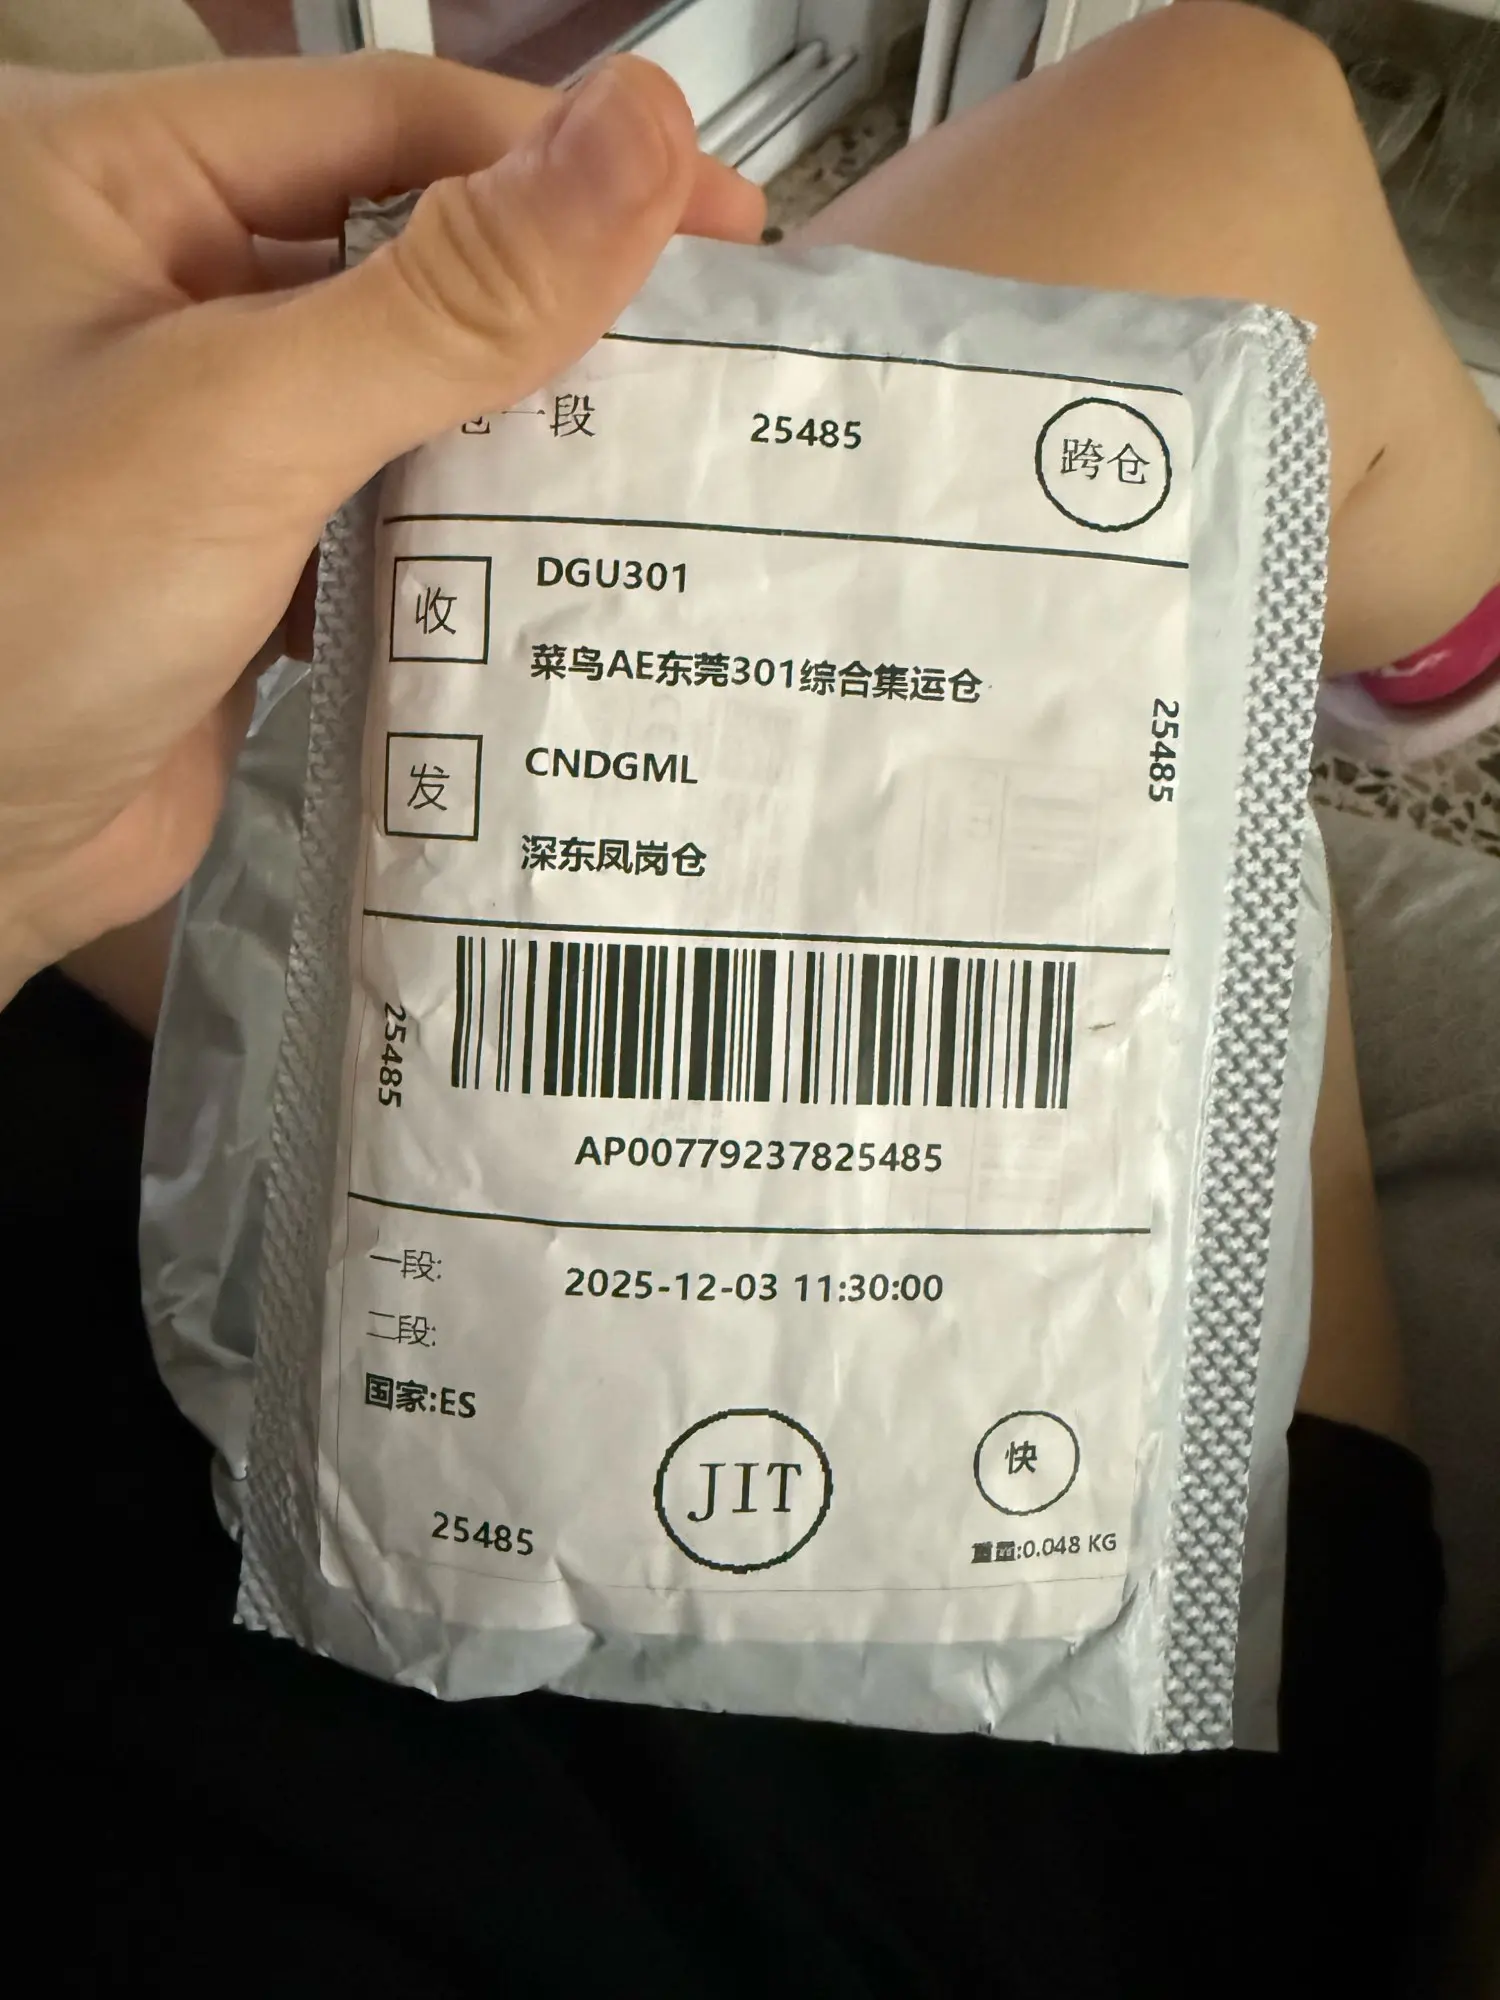 一段 25485 跨仓
收 DGU301
菜鸟AE东莞301综合集运仓
发 CNDGML
深东凤岗仓
25485
25485
AP00779237825485
一段: 2025-12-03 11:30:00
二段:
国家:ES
JIT 快
25485 重量:0.048 KG